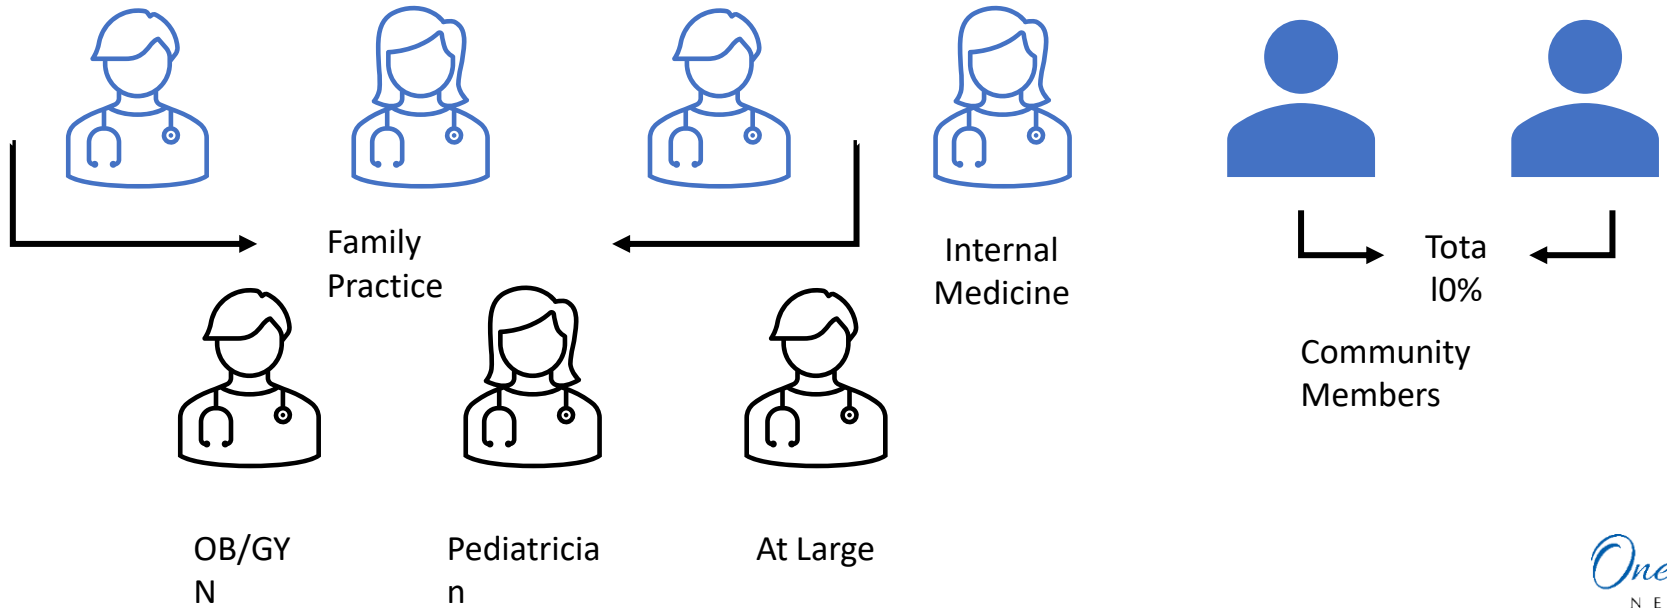 Family
Practice
Internal
Medicine
Tota
l0%
Community
Members
OB/GY
N
Pediatricia
n
At Large
One
N E